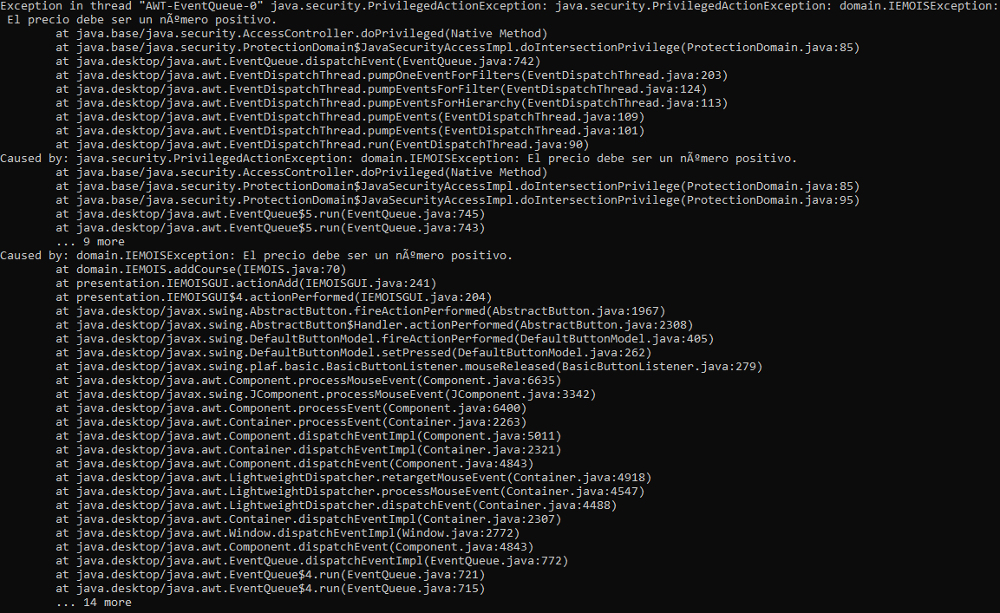 Exception in thread "AWT-EventQueue-0" java.security.PrivilegedActionException: java.security.PrivilegedActionException: domain.IEMOISException:
 El precio debe ser un nÃºmero positivo.
        at java.base/java.security.AccessController.doPrivileged(Native Method)
        at java.base/java.security.ProtectionDomain$JavaSecurityAccessImpl.doIntersectionPrivilege(ProtectionDomain.java:85)
        at java.desktop/java.awt.EventQueue.dispatchEvent(EventQueue.java:742)
        at java.desktop/java.awt.EventDispatchThread.pumpOneEventForFilters(EventDispatchThread.java:203)
        at java.desktop/java.awt.EventDispatchThread.pumpEventsForFilter(EventDispatchThread.java:124)
        at java.desktop/java.awt.EventDispatchThread.pumpEventsForHierarchy(EventDispatchThread.java:113)
        at java.desktop/java.awt.EventDispatchThread.pumpEvents(EventDispatchThread.java:109)
        at java.desktop/java.awt.EventDispatchThread.pumpEvents(EventDispatchThread.java:101)
        at java.desktop/java.awt.EventDispatchThread.run(EventDispatchThread.java:90)
Caused by: java.security.PrivilegedActionException: domain.IEMOISException: El precio debe ser un nÃºmero positivo.
        at java.base/java.security.AccessController.doPrivileged(Native Method)
        at java.base/java.security.ProtectionDomain$JavaSecurityAccessImpl.doIntersectionPrivilege(ProtectionDomain.java:85)
        at java.base/java.security.ProtectionDomain$JavaSecurityAccessImpl.doIntersectionPrivilege(ProtectionDomain.java:95)
        at java.desktop/java.awt.EventQueue$5.run(EventQueue.java:745)
        at java.desktop/java.awt.EventQueue$5.run(EventQueue.java:743)
        ... 9 more
Caused by: domain.IEMOISException: El precio debe ser un nÃºmero positivo.
        at domain.IEMOIS.addCourse(IEMOIS.java:70)
        at presentation.IEMOISGUI.actionAdd(IEMOISGUI.java:241)
        at presentation.IEMOISGUI$4.actionPerformed(IEMOISGUI.java:204)
        at java.desktop/javax.swing.AbstractButton.fireActionPerformed(AbstractButton.java:1967)
        at java.desktop/javax.swing.AbstractButton$Handler.actionPerformed(AbstractButton.java:2308)
        at java.desktop/javax.swing.DefaultButtonModel.fireActionPerformed(DefaultButtonModel.java:405)
        at java.desktop/javax.swing.DefaultButtonModel.setPressed(DefaultButtonModel.java:262)
        at java.desktop/javax.swing.plaf.basic.BasicButtonListener.mouseReleased(BasicButtonListener.java:279)
        at java.desktop/java.awt.Component.processMouseEvent(Component.java:6635)
        at java.desktop/javax.swing.JComponent.processMouseEvent(JComponent.java:3342)
        at java.desktop/java.awt.Component.processEvent(Component.java:6400)
        at java.desktop/java.awt.Container.processEvent(Container.java:2263)
        at java.desktop/java.awt.Component.dispatchEventImpl(Component.java:5011)
        at java.desktop/java.awt.Container.dispatchEventImpl(Container.java:2321)
        at java.desktop/java.awt.Component.dispatchEvent(Component.java:4843)
        at java.desktop/java.awt.LightweightDispatcher.retargetMouseEvent(Container.java:4918)
        at java.desktop/java.awt.LightweightDispatcher.processMouseEvent(Container.java:4547)
        at java.desktop/java.awt.LightweightDispatcher.dispatchEvent(Container.java:4488)
        at java.desktop/java.awt.Container.dispatchEventImpl(Container.java:2307)
        at java.desktop/java.awt.Window.dispatchEventImpl(Window.java:2772)
        at java.desktop/java.awt.Component.dispatchEvent(Component.java:4843)
        at java.desktop/java.awt.EventQueue.dispatchEventImpl(EventQueue.java:772)
        at java.desktop/java.awt.EventQueue$4.run(EventQueue.java:721)
        at java.desktop/java.awt.EventQueue$4.run(EventQueue.java:715)
        ... 14 more